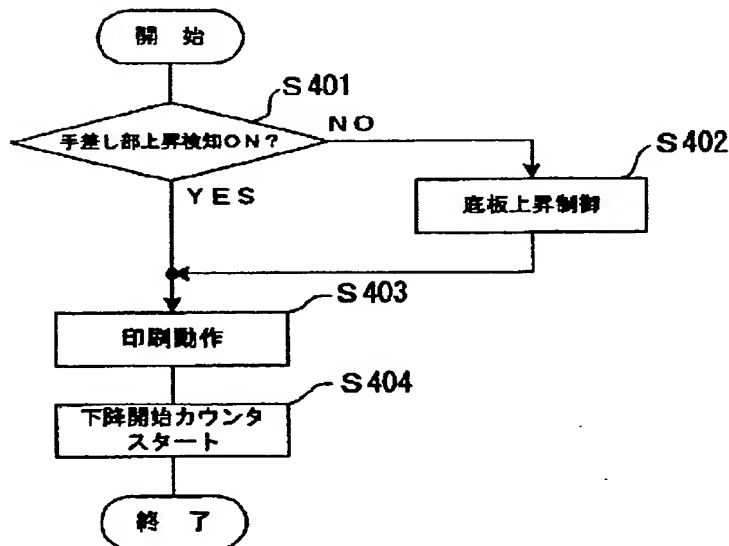 開 始
S401
手差し部上昇検知ON?
NO
S402
底板上昇制御
YES
S403
印刷動作
S404
下降開始カウンタ
スタート
終 了